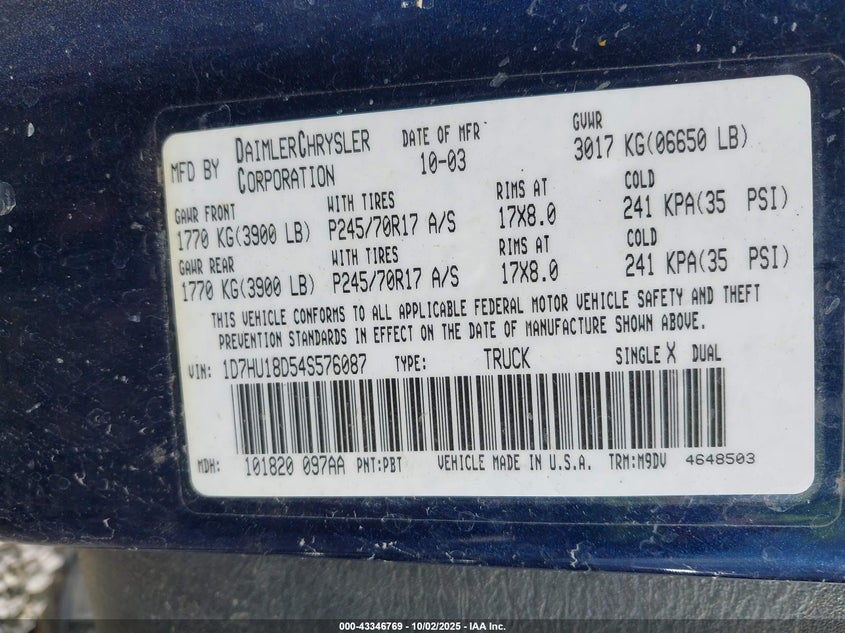 MFD BY DAIMLERCHRYSLER CORPORATION DATE OF MFR 10-03 GVWR 3017 KG(06650 LB)
GAWR FRONT WITH TIRES RIMS AT COLD
1770 KG(3900 LB) P245/70R17 A/S 17X8.0 241 KPA(35 PSI)
GAWR REAR WITH TIRES RIMS AT COLD
1770 KG(3900 LB) P245/70R17 A/S 17X8.0 241 KPA(35 PSI)
THIS VEHICLE CONFORMS TO ALL APPLICABLE FEDERAL MOTOR VEHICLE SAFETY AND THEFT
PREVENTION STANDARDS IN EFFECT ON THE DATE OF MANUFACTURE SHOWN ABOVE.
VIN: 1D7HU18D54S576087 TYPE: TRUCK SINGLE X DUAL
MDH: 101820 097AA PNT:PBT VEHICLE MADE IN U.S.A. TRM:M9DV 4648503
000-43346769 - 10/02/2025 - IAA Inc.